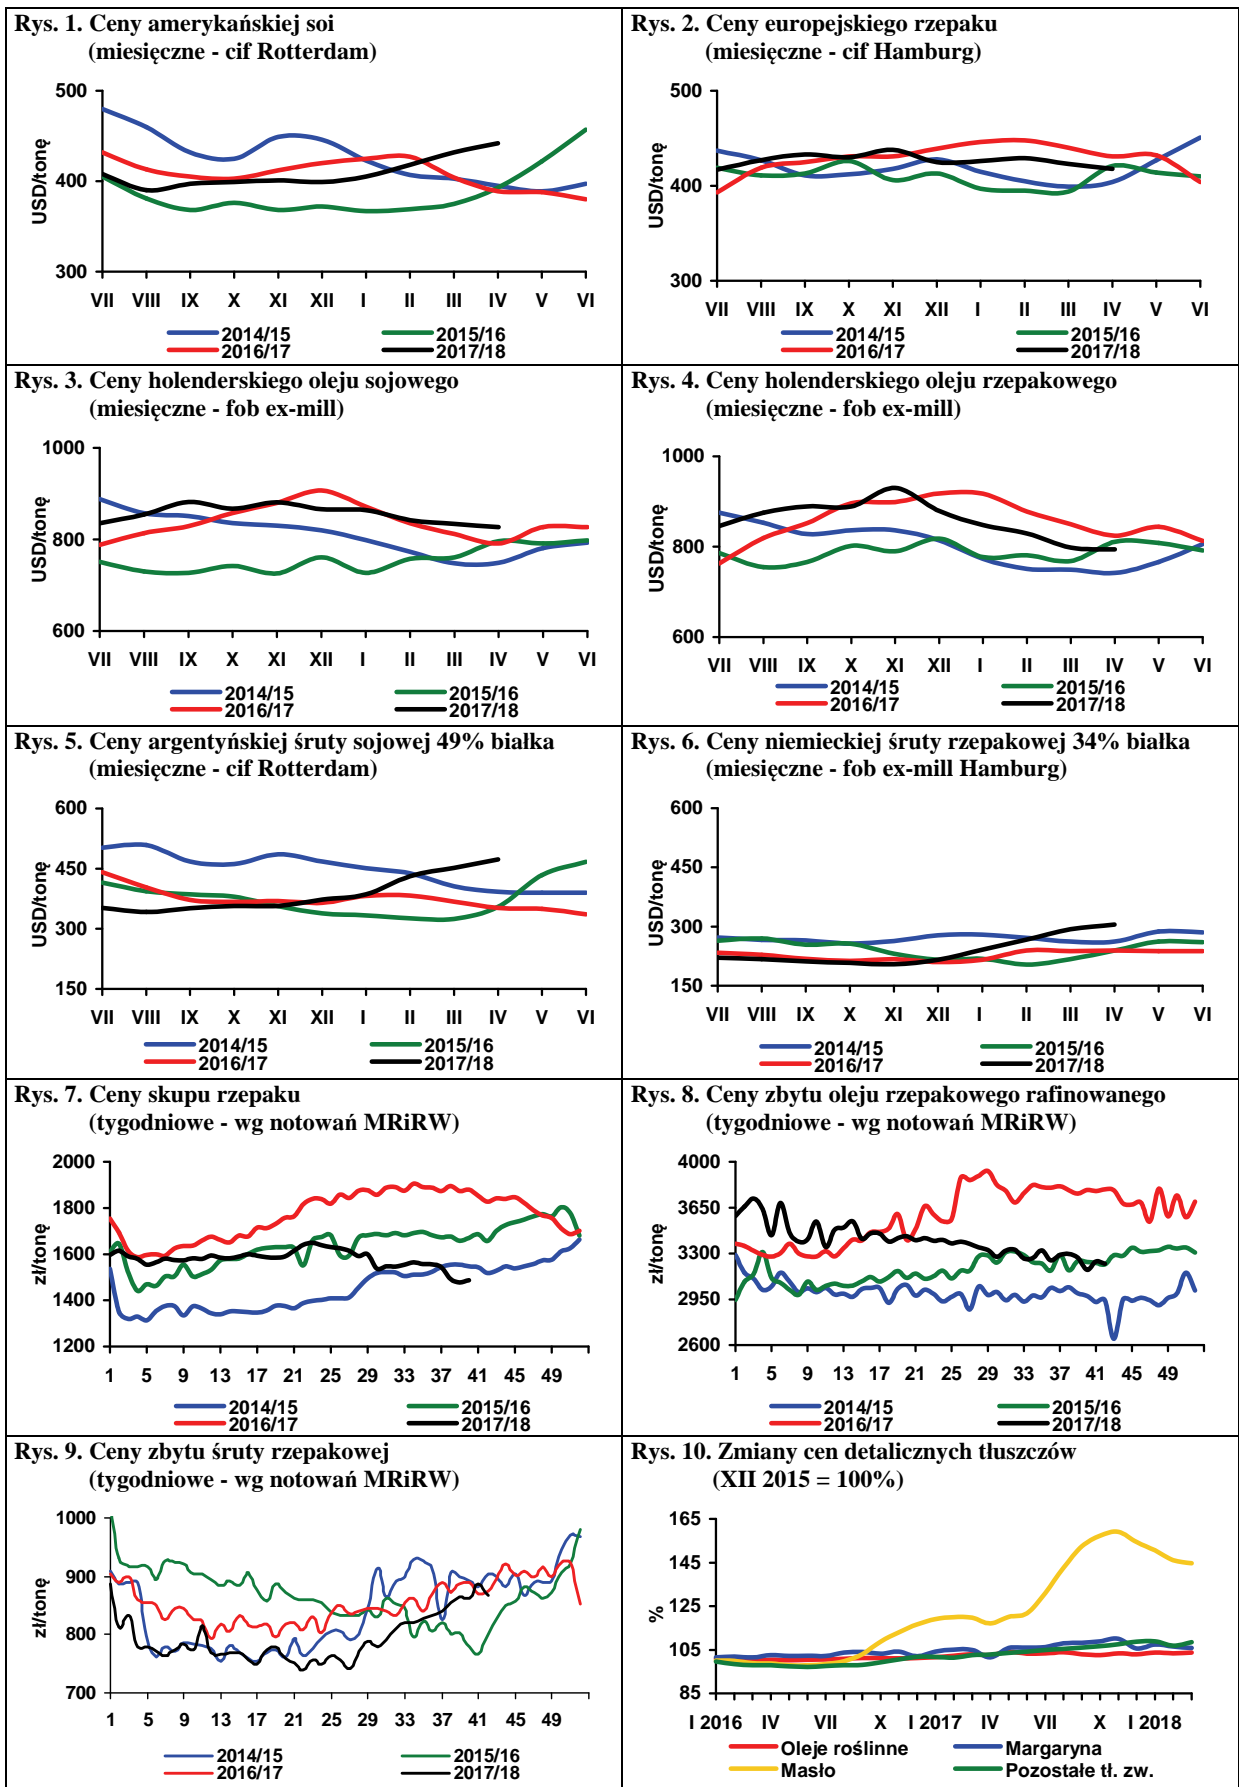 Rys. 1. Ceny amerykańskiej soi
(miesięczne - cif Rotterdam)
500
400
300
USD/tonę
VII VIII IX X XI XII I II III IV V VI
2014/15 2015/16
2016/17 2017/18
Rys. 2. Ceny europejskiego rzepaku
(miesięczne - cif Hamburg)
500
400
300
USD/tonę
VII VIII IX X XI XII I II III IV V VI
2014/15 2015/16
2016/17 2017/18
Rys. 3. Ceny holenderskiego oleju sojowego
(miesięczne - fob ex-mill)
1000
800
600
USD/tonę
VII VIII IX X XI XII I II III IV V VI
2014/15 2015/16
2016/17 2017/18
Rys. 4. Ceny holenderskiego oleju rzepakowego
(miesięczne - fob ex-mill)
1000
800
600
USD/tonę
VII VIII IX X XI XII I II III IV V VI
2014/15 2015/16
2016/17 2017/18
Rys. 5. Ceny argentyńskiej śruty sojowej 49% białka
(miesięczne - cif Rotterdam)
600
450
300
150
USD/tonę
VII VIII IX X XI XII I II III IV V VI
2014/15 2015/16
2016/17 2017/18
Rys. 6. Ceny niemieckiej śruty rzepakowej 34% białka
(miesięczne - fob ex-mill Hamburg)
600
450
300
150
USD/tonę
VII VIII IX X XI XII I II III IV V VI
2014/15 2015/16
2016/17 2017/18
Rys. 7. Ceny skupu rzepaku
(tygodniowe - wg notowań MRiRW)
2000
1800
1600
1400
1200
zł/tonę
1 5 9 13 17 21 25 29 33 37 41 45 49
2014/15 2015/16
2016/17 2017/18
Rys. 8. Ceny zbytu oleju rzepakowego rafinowanego
(tygodniowe - wg notowań MRiRW)
4000
3650
3300
2950
2600
zł/tonę
1 5 9 13 17 21 25 29 33 37 41 45 49
2014/15 2015/16
2016/17 2017/18
Rys. 9. Ceny zbytu śruty rzepakowej
(tygodniowe - wg notowań MRiRW)
1000
900
800
700
zł/tonę
1 5 9 13 17 21 25 29 33 37 41 45 49
2014/15 2015/16
2016/17 2017/18
Rys. 10. Zmiany cen detalicznych tłuszczów
(XII 2015 = 100%)
165
145
125
105
85
%
I 2016 IV VII X I 2017 IV VII X I 2018
Oleje roślinne Margaryna
Masło Pozostałe tł. zw.